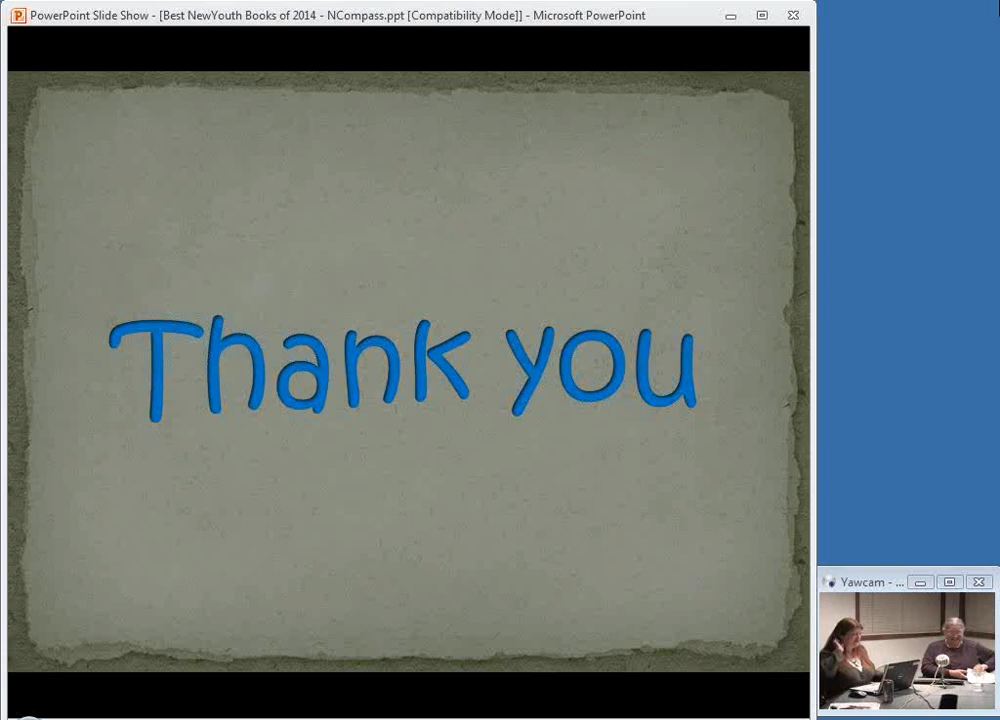 PowerPoint Slide Show - [Best NewYouth Books of 2014 - NCompass.ppt [Compatibility Mode]] - Microsoft PowerPoint
Thank you
Yawcam - ...